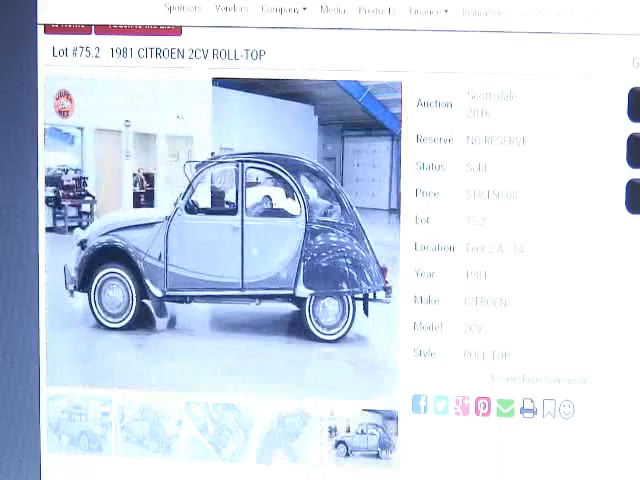 Sponsors Vendors Company Media Products Finance Insurance
Lot #75.2 1981 CITROEN 2CV ROLL-TOP
Auction Scottsdale
2016
Reserve NO RESERVE
Status Sold
Price $18,150.00
Lot 75.2
Location Tent 2 A - 14
Year 1981
Make CITROEN
Model 2CV
Style ROLL-TOP